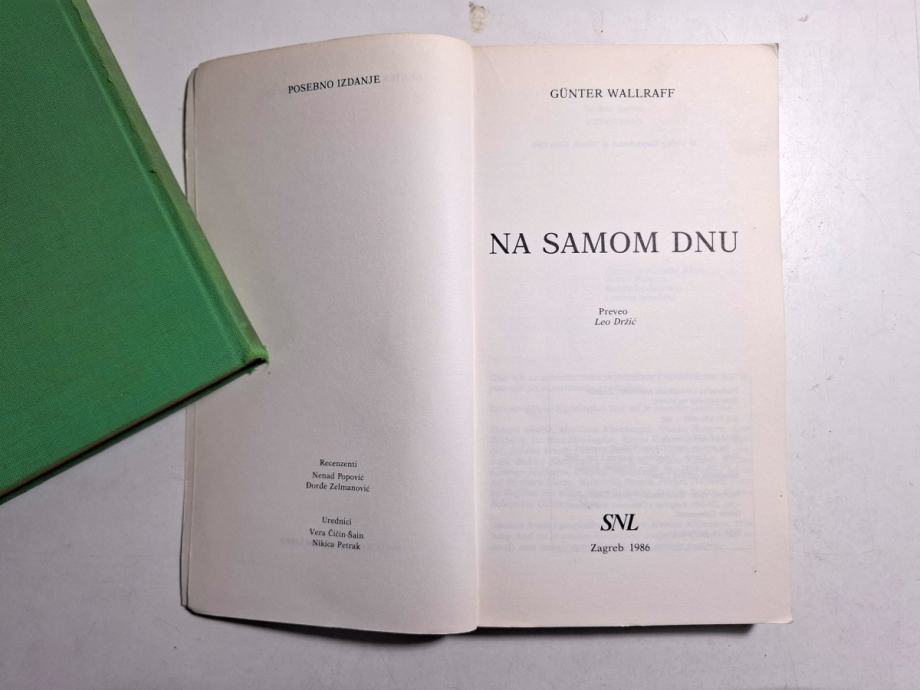 POSEBNO IZDANJE
Recenzenti
Nenad Popović
Đorđe Zelmanović
Urednici
Vera Čičin-Šain
Nikica Petrak
GÜNTER WALLRAFF
NA SAMOM DNU
Preveo
Leo Držić
SNL
Zagreb 1986